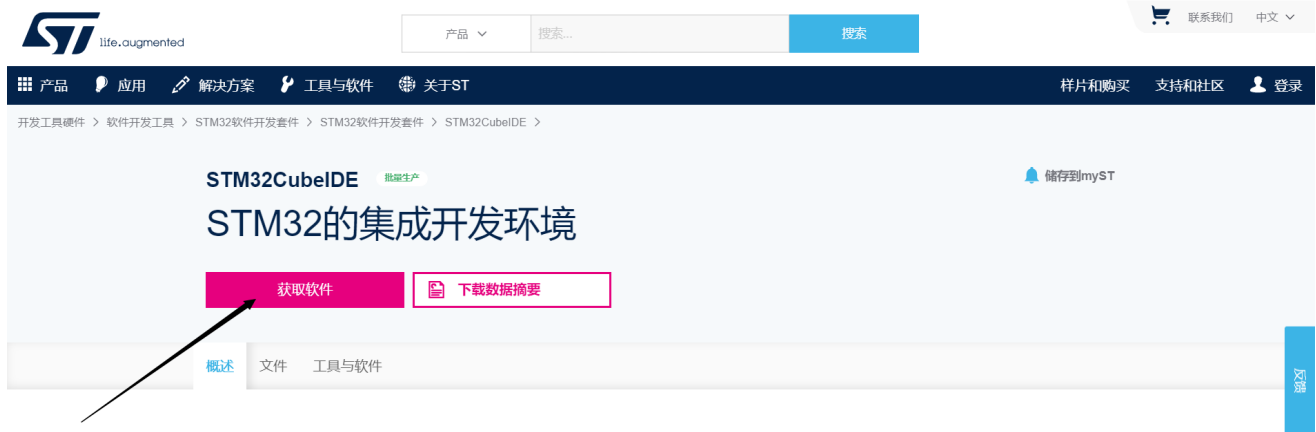 life.augmented
产品
搜索...
搜索
联系我们
中文
产品 应用 解决方案 工具与软件 关于ST 样片和购买 支持和社区 登录
开发工具硬件 > 软件开发工具 > STM32软件开发套件 > STM32软件开发套件 > STM32CubeIDE >
STM32CubeIDE 批量生产
储存到myST
STM32的集成开发环境
获取软件
下载数据摘要
概述 文件 工具与软件
反馈